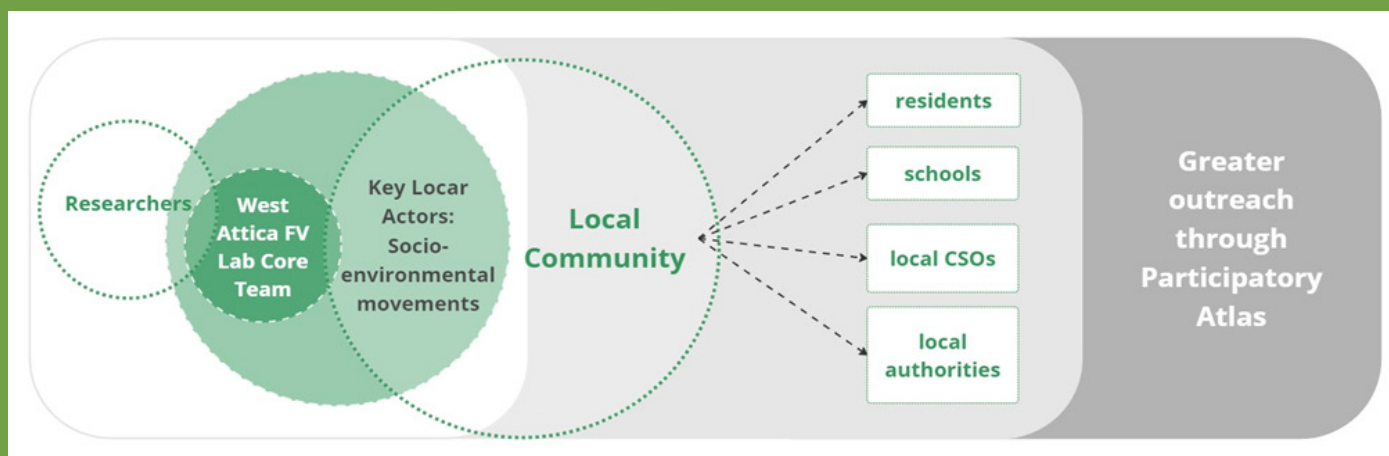 Researchers
West
Attica FV
Lab Core
Team
Key Locar
Actors:
Socio-
environmental
movements
Local
Community
residents
schools
local CSOs
local
authorities
Greater
outreach
through
Participatory
Atlas